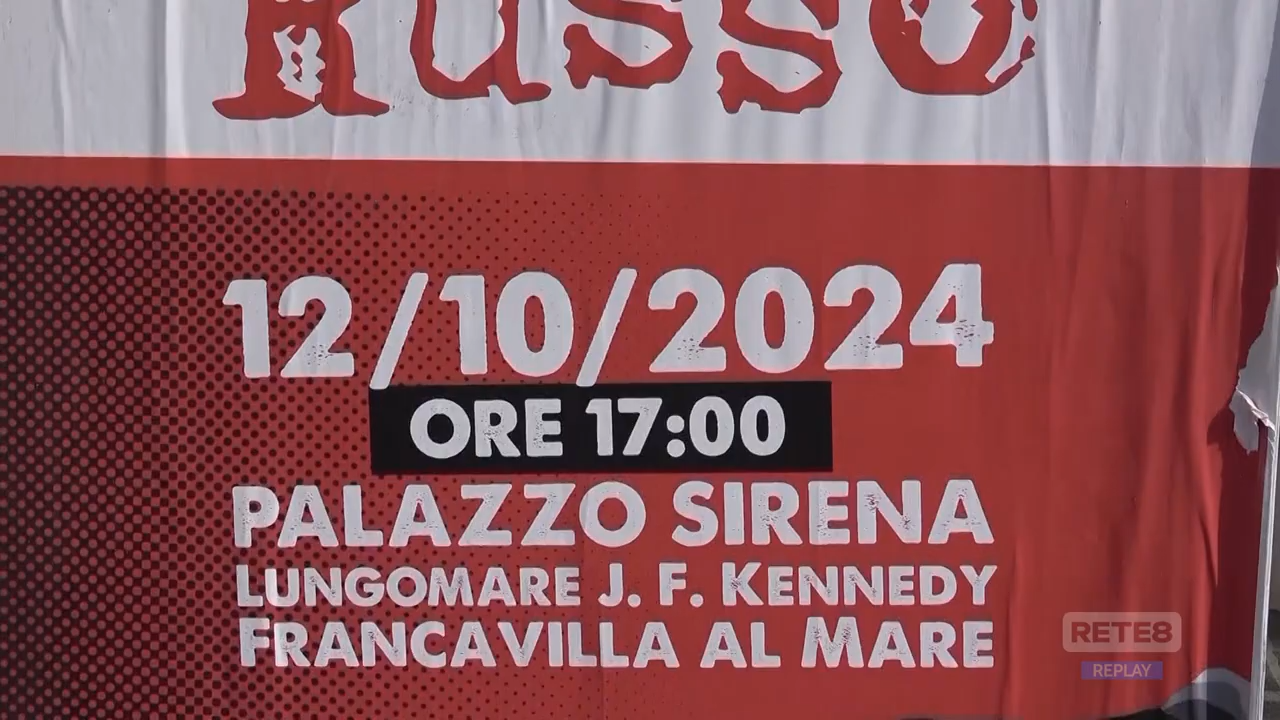 Russo
12/10/2024
ORE 17:00
PALAZZO SIRENA
LUNGOMARE J. F. KENNEDY
FRANCAVILLA AL MARE
RETE8
REPLAY